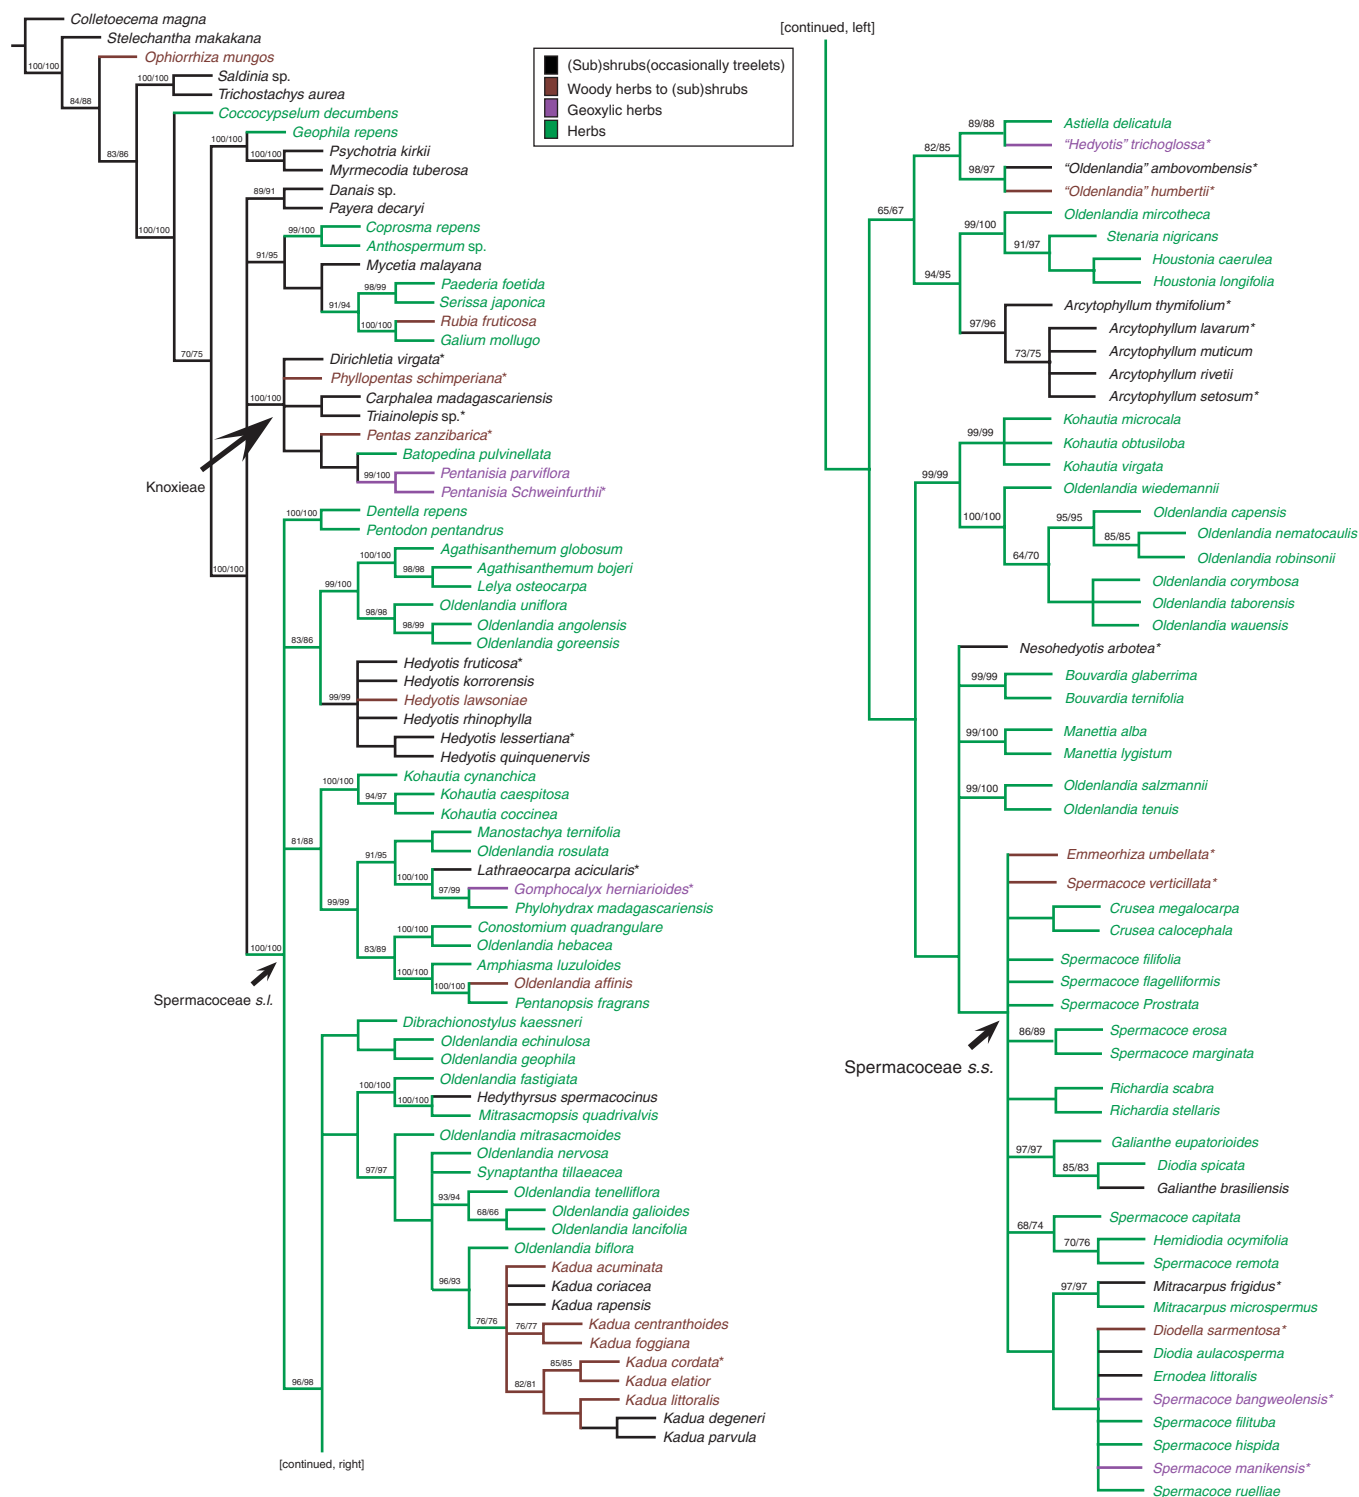 Colletoecema magna
Stelechantha makakana
100/100
Ophiorrhiza mungos
84/88
Saldinia sp.
100/100
Trichostachys aurea
83/86
Coccocypselum decumbens
100/100
Geophila repens
100/100
Psychotria kirkii
100/100
Myrmecodia tuberosa
70/75
Danais sp.
89/91
Payera decaryi
Coprosma repens
99/100
Anthospermum sp.
91/95
Mycetia malayana
Paederia foetida
98/99
Serissa japonica
91/94
Rubia fruticosa
100/100
Galium mollugo
Dirichletia virgata*
Phyllopentas schimperiana*
100/100
Carphalea madagascariensis
Triainolepis sp.*
Pentas zanzibarica*
Batopedina pulvinellata
Pentanisia parviflora
99/100
Pentanisia Schweinfurthii*
Knoxieae
100/100
Dentella repens
100/100
Pentodon pentandrus
Agathisanthemum globosum
100/100
Agathisanthemum bojeri
98/98
Lelya osteocarpa
99/100
Oldenlandia uniflora
98/98
Oldenlandia angolensis
98/99
Oldenlandia goreensis
83/86
Hedyotis fruticosa*
Hedyotis korrorensis
Hedyotis lawsoniae
99/99
Hedyotis rhinophylla
Hedyotis lessertiana*
Hedyotis quinquenervis
Kohautia cynanchica
100/100
Kohautia caespitosa
94/97
Kohautia coccinea
81/88
Manostachya ternifolia
Oldenlandia rosulata
91/95
Lathraeocarpa acicularis*
100/100
Gomphocalyx herniarioides*
97/99
Phylohydrax madagascariensis
99/99
Conostomium quadrangulare
100/100
Oldenlandia hebacea
83/89
Amphiasma luzuloides
100/100
Oldenlandia affinis
100/100
Pentanopsis fragrans
100/100
Spermacoceae s.l.
Dibrachionostylus kaessneri
Oldenlandia echinulosa
Oldenlandia geophila
Oldenlandia fastigiata
100/100
Hedythyrsus spermacocinus
100/100
Mitrasacmopsis quadrivalvis
Oldenlandia mitrasacmoides
97/97
Oldenlandia nervosa
Synaptantha tillaeacea
Oldenlandia tenelliflora
93/94
Oldenlandia galioides
68/66
Oldenlandia lancifolia
Oldenlandia biflora
96/93
Kadua acuminata
Kadua coriacea
Kadua rapensis
76/76
Kadua centranthoides
76/77
Kadua foggiana
Kadua cordata*
85/85
Kadua elatior
82/81
Kadua littoralis
Kadua degeneri
Kadua parvula
96/98
[continued, right]
(Sub)shrubs(occasionally treelets)
Woody herbs to (sub)shrubs
Geoxylic herbs
Herbs
[continued, left]
Astiella delicatula
89/88
"Hedyotis" trichoglossa*
82/85
"Oldenlandia" ambovombensis*
98/97
"Oldenlandia" humbertii*
65/67
Oldenlandia mircotheca
99/100
Stenaria nigricans
91/97
Houstonia caerulea
Houstonia longifolia
94/95
Arcytophyllum thymifolium*
97/96
Arcytophyllum lavarum*
Arcytophyllum muticum
73/75
Arcytophyllum rivetii
Arcytophyllum setosum*
Kohautia microcala
99/99
Kohautia obtusiloba
Kohautia virgata
99/99
Oldenlandia wiedemannii
100/100
Oldenlandia capensis
95/95
Oldenlandia nematocaulis
85/85
Oldenlandia robinsonii
64/70
Oldenlandia corymbosa
Oldenlandia taborensis
Oldenlandia wauensis
Nesohedyotis arbotea*
Bouvardia glaberrima
99/99
Bouvardia ternifolia
Manettia alba
99/100
Manettia lygistum
Oldenlandia salzmannii
99/100
Oldenlandia tenuis
Emmeorhiza umbellata*
Spermacoce verticillata*
Crusea megalocarpa
Crusea calocephala
Spermacoce filifolia
Spermacoce flagelliformis
Spermacoce Prostrata
Spermacoceae s.s.
Spermacoce erosa
86/89
Spermacoce marginata
Richardia scabra
Richardia stellaris
Galianthe eupatorioides
97/97
Diodia spicata
85/83
Galianthe brasiliensis
Spermacoce capitata
68/74
Hemidiodia ocymifolia
70/76
Spermacoce remota
Mitracarpus frigidus*
97/97
Mitracarpus microspermus
Diodella sarmentosa*
Diodia aulacosperma
Ernodea littoralis
Spermacoce bangweolensis*
Spermacoce filituba
Spermacoce hispida
Spermacoce manikensis*
Spermacoce ruelliae